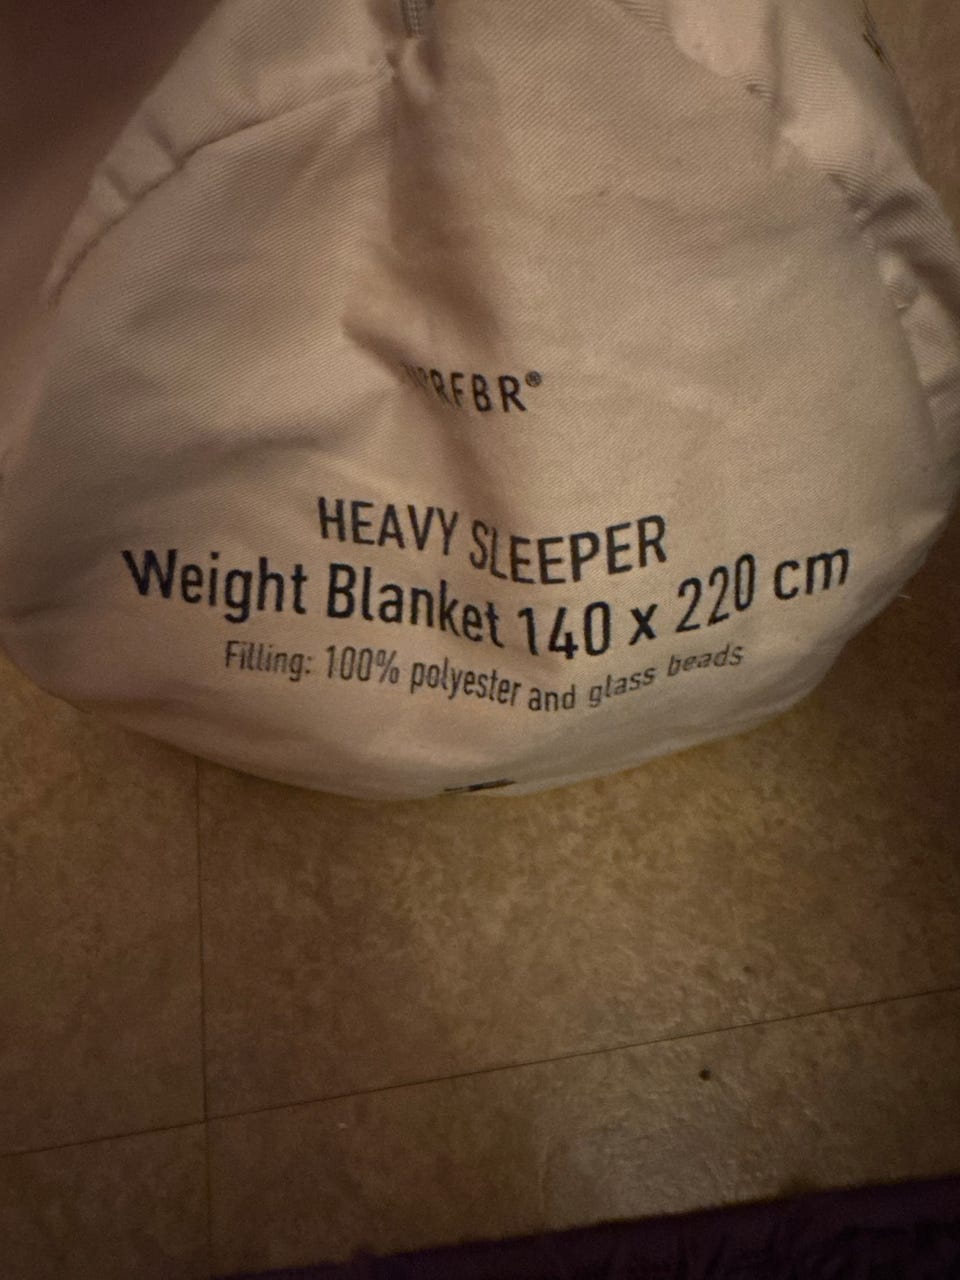 HEAVY SLEEPER
Weight Blanket 140 x 220 cm
Filling: 100% polyester and glass beads